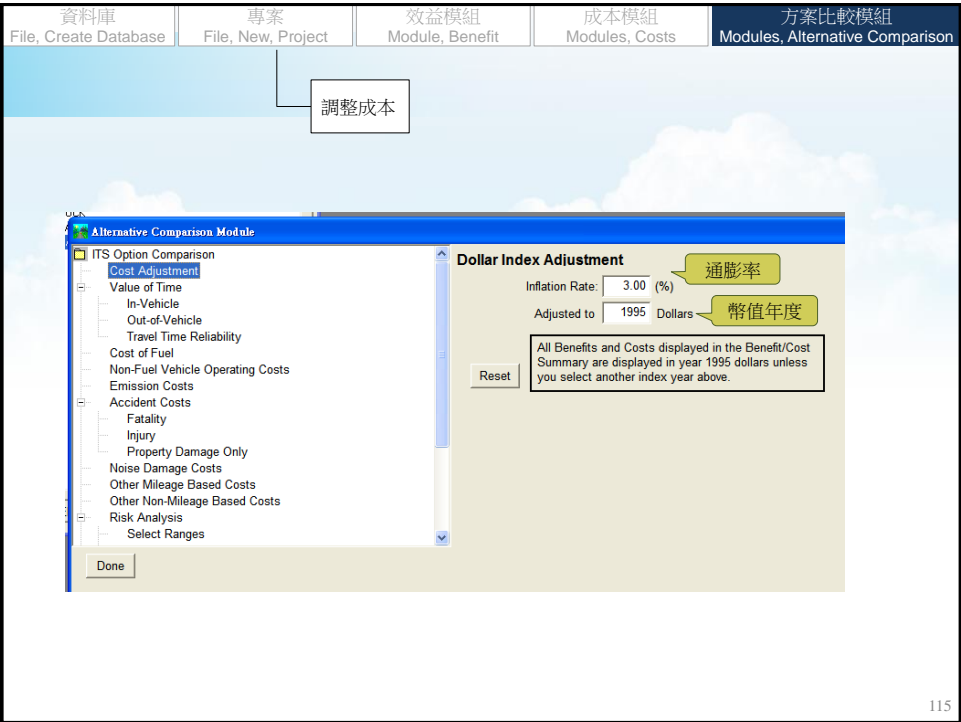 資料庫
File, Create Database
專案
File, New, Project
效益模組
Module, Benefit
成本模組
Modules, Costs
方案比較模組
Modules, Alternative Comparison
調整成本
Alternative Comparison Module
ITS Option Comparison
Cost Adjustment
Value of Time
In-Vehicle
Out-of-Vehicle
Travel Time Reliability
Cost of Fuel
Non-Fuel Vehicle Operating Costs
Emission Costs
Accident Costs
Fatality
Injury
Property Damage Only
Noise Damage Costs
Other Mileage Based Costs
Other Non-Mileage Based Costs
Risk Analysis
Select Ranges
Done
Dollar Index Adjustment
Inflation Rate: 3.00 (%)
通膨率
Adjusted to 1995 Dollars
幣值年度
Reset
All Benefits and Costs displayed in the Benefit/Cost
Summary are displayed in year 1995 dollars unless
you select another index year above.
115